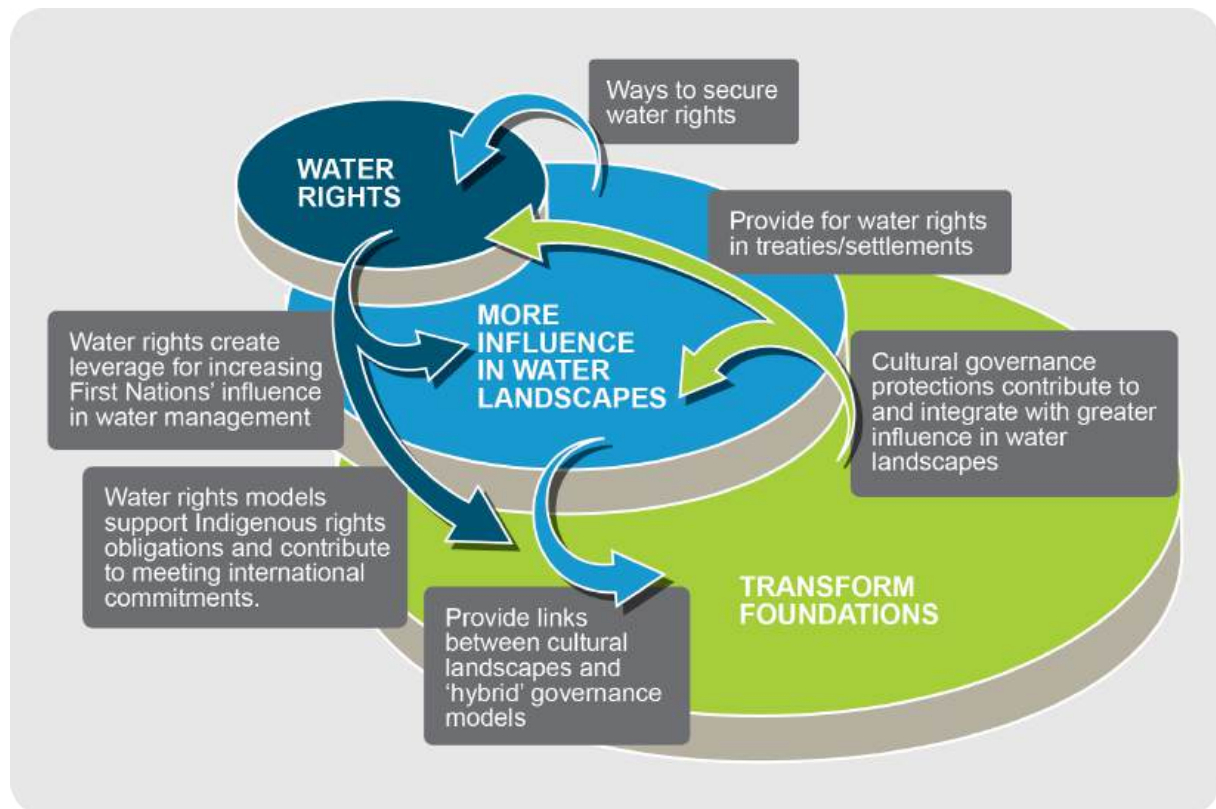 Ways to secure
water rights
WATER
RIGHTS
Provide for water rights
in treaties/settlements
MORE
INFLUENCE
IN WATER
LANDSCAPES
Water rights create
leverage for increasing
First Nations’ influence
in water management
Cultural governance
protections contribute to
and integrate with greater
influence in water
landscapes
Water rights models
support Indigenous rights
obligations and contribute
to meeting international
commitments.
TRANSFORM
FOUNDATIONS
Provide links
between cultural
landscapes and
‘hybrid’ governance
models